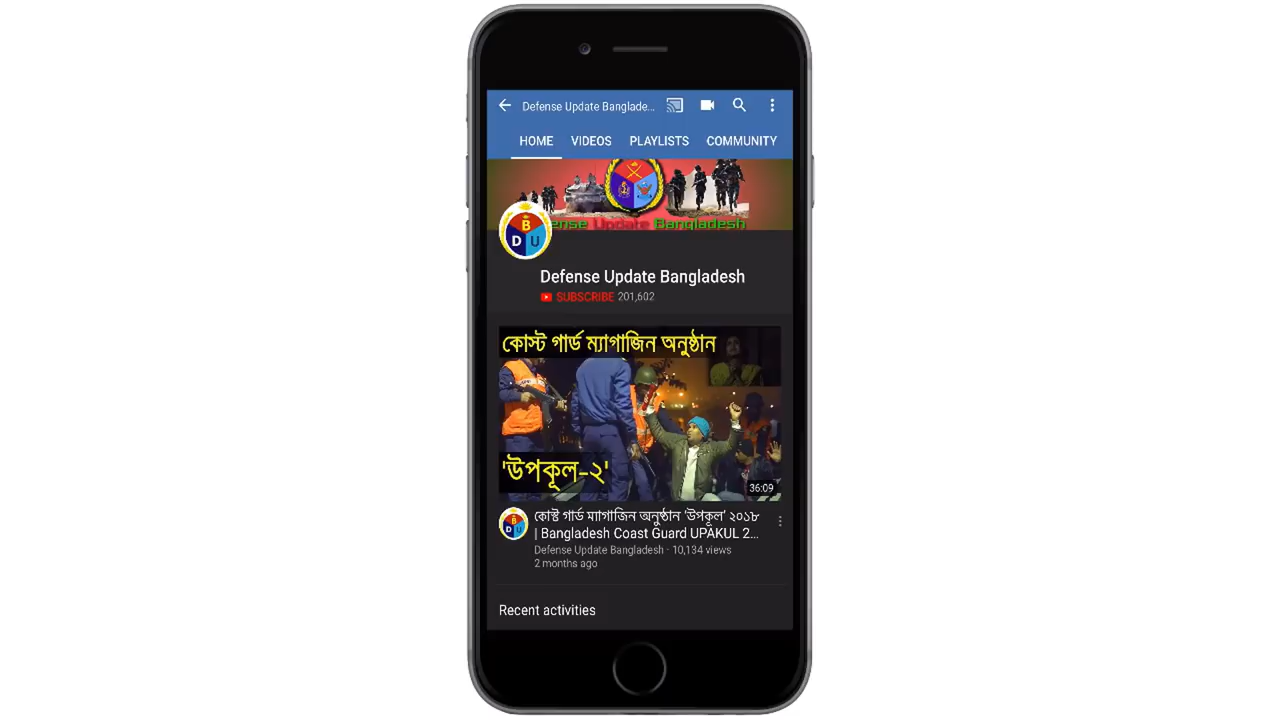 Defense Update Banglade...
HOME VIDEOS PLAYLISTS COMMUNITY
ense Update Bangladesh
B
D U
Defense Update Bangladesh
SUBSCRIBE 201,602
কোস্ট গার্ড ম্যাগাজিন অনুষ্ঠান
'উপকূল-২'
36:09
কোস্ট গার্ড ম্যাগাজিন অনুষ্ঠান 'উপকূল' ২০১৮
| Bangladesh Coast Guard UPAKUL 2...
Defense Update Bangladesh · 10,134 views
2 months ago
Recent activities